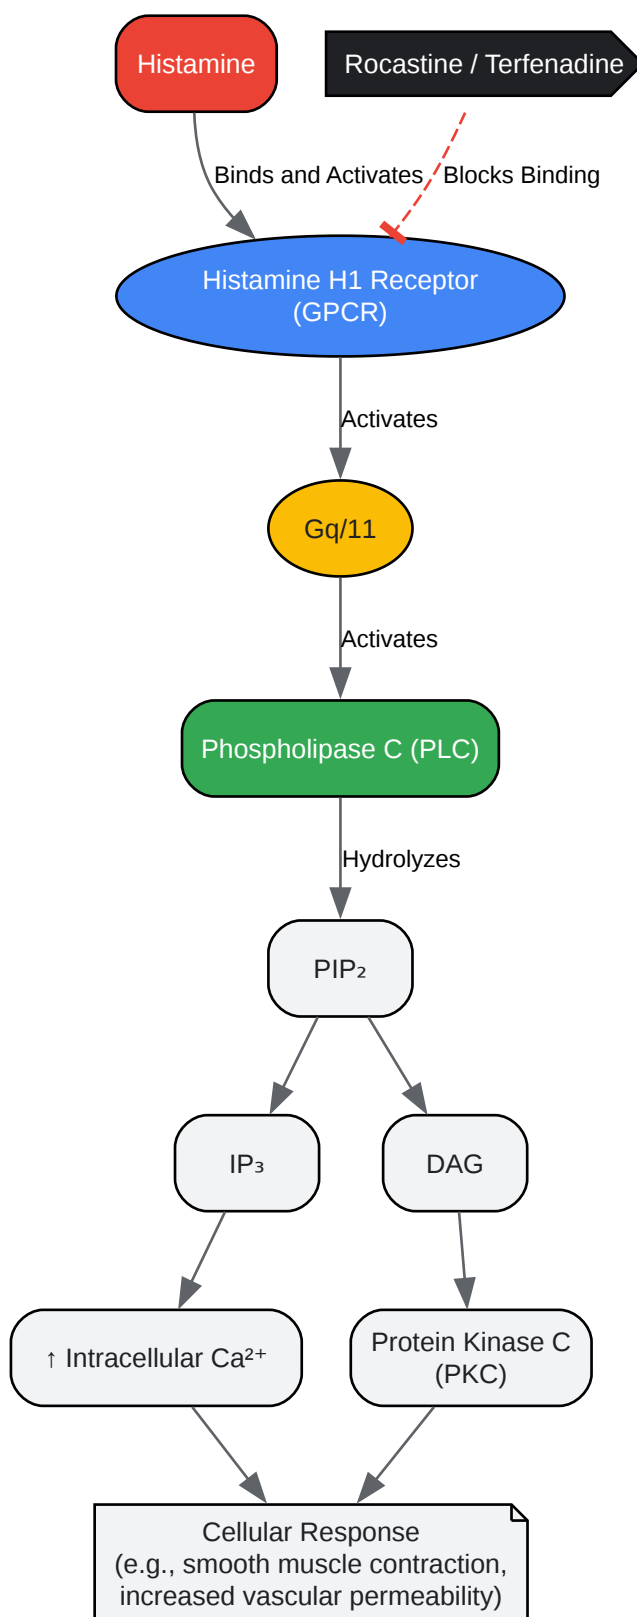 Histamine
Rocastine / Terfenadine
Binds and Activates
Blocks Binding
Histamine H1 Receptor
(GPCR)
Activates
Gq/11
Activates
Phospholipase C (PLC)
Hydrolyzes
PIP₂
IP₃
DAG
↑ Intracellular Ca²⁺
Protein Kinase C
(PKC)
Cellular Response
(e.g., smooth muscle contraction,
increased vascular permeability)